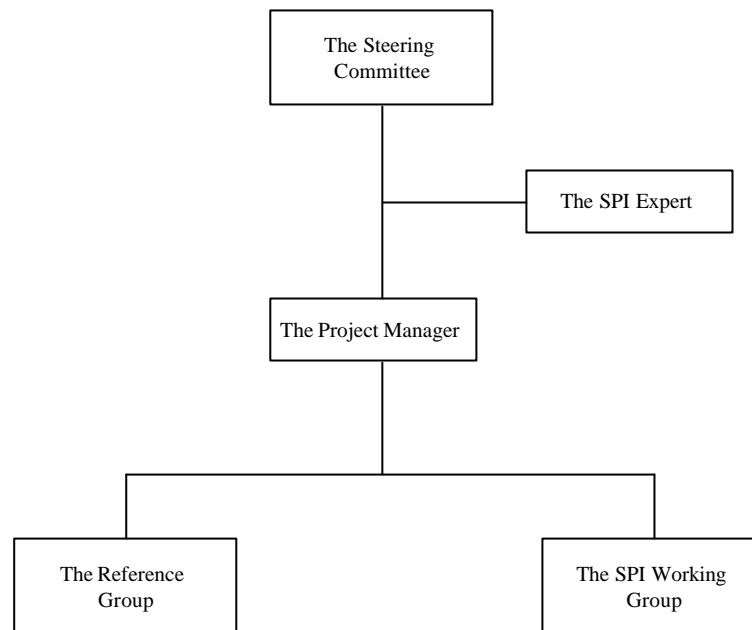 The Steering
Committee
The SPI Expert
The Project Manager
The Reference
Group
The SPI Working
Group